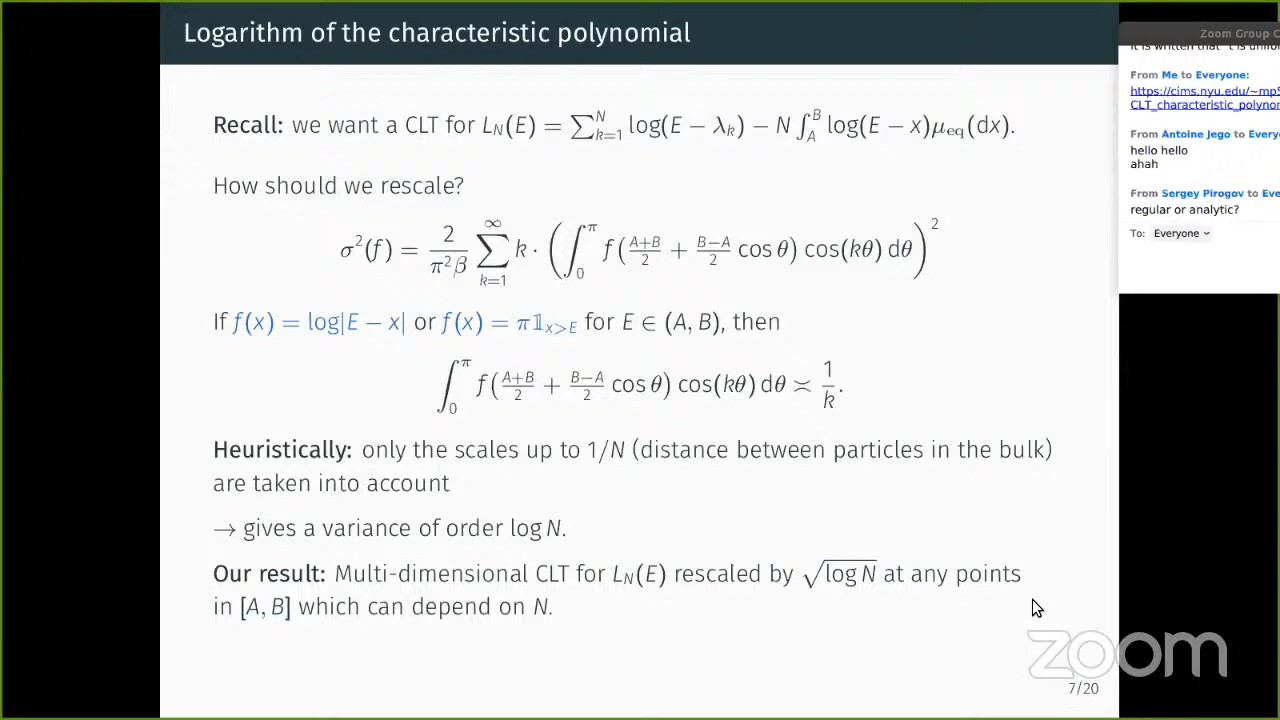 Logarithm of the characteristic polynomial
Recall: we want a CLT for L_N(E) = ∑_{k=1}^N log(E − λ_k) − N ∫_A^B log(E − x)μ_eq(dx).
How should we rescale?
σ²(f) = 2/(π²β) ∑_{k=1}^∞ k · (∫_0^π f(A+B/2 + B−A/2 cos θ) cos(kθ) dθ)²
If f(x) = log|E − x| or f(x) = π𝟙_{x>E} for E ∈ (A, B), then
∫_0^π f(A+B/2 + B−A/2 cos θ) cos(kθ) dθ ≍ 1/k.
Heuristically: only the scales up to 1/N (distance between particles in the bulk)
are taken into account
→ gives a variance of order log N.
Our result: Multi-dimensional CLT for L_N(E) rescaled by √log N at any points
in [A, B] which can depend on N.
7/20
zoom
Zoom Group C
From Me to Everyone:
https://cims.nyu.edu/~mp5
CLT_characteristic_polynor
From Antoine Jego to Every
hello hello
ahah
From Sergey Pirogov to Eve
regular or analytic?
To: Everyone